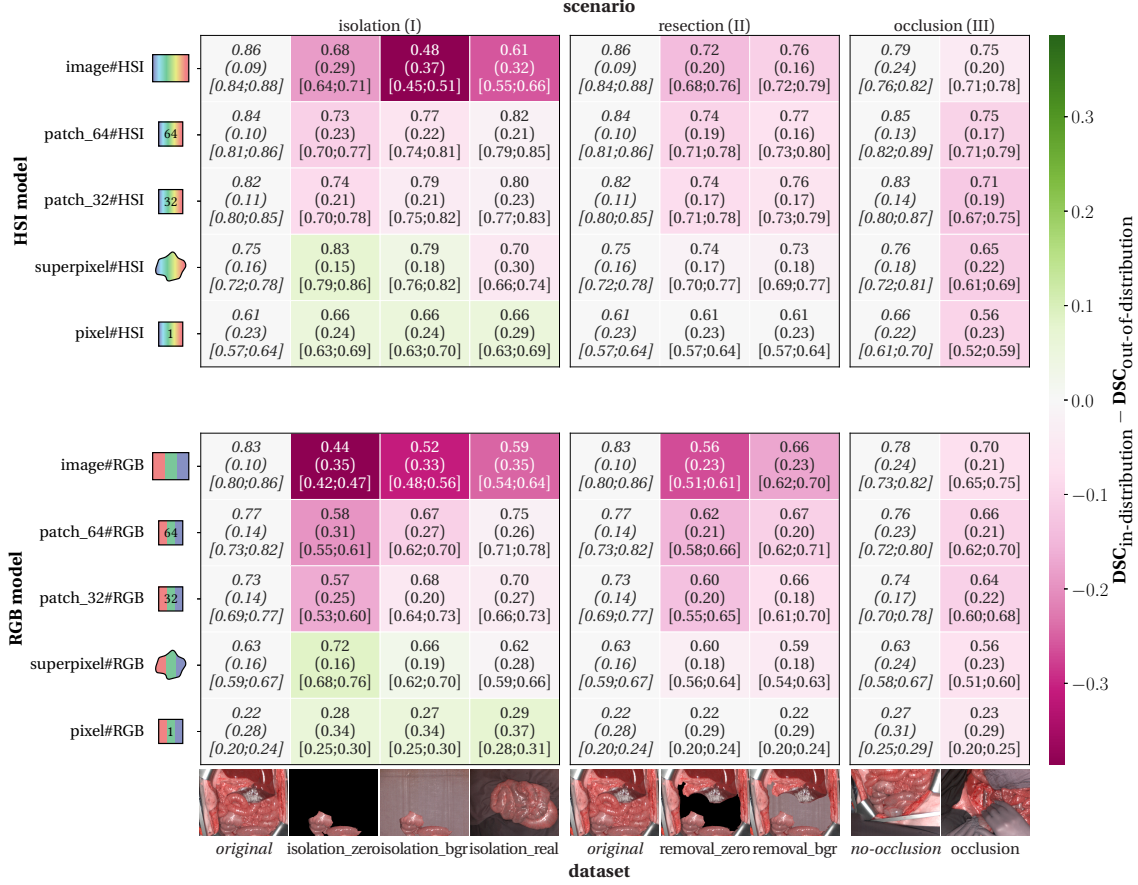 scenario
isolation (I)
resection (II)
occlusion (III)
HSI model
image#HSI
0.86 0.68 0.48 0.61 0.86 0.72 0.76 0.79 0.75
(0.09) (0.29) (0.37) (0.32) (0.09) (0.20) (0.16) (0.24) (0.20)
[0.84;0.88] [0.64;0.71] [0.45;0.51] [0.55;0.66] [0.84;0.88] [0.68;0.76] [0.72;0.79] [0.76;0.82] [0.71;0.78]
patch_64#HSI 64
0.84 0.73 0.77 0.82 0.84 0.74 0.77 0.85 0.75
(0.10) (0.23) (0.22) (0.21) (0.10) (0.19) (0.16) (0.13) (0.17)
[0.81;0.86] [0.70;0.77] [0.74;0.81] [0.79;0.85] [0.81;0.86] [0.71;0.78] [0.73;0.80] [0.82;0.89] [0.71;0.79]
patch_32#HSI 32
0.82 0.74 0.79 0.80 0.82 0.74 0.76 0.83 0.71
(0.11) (0.21) (0.21) (0.23) (0.11) (0.17) (0.17) (0.14) (0.19)
[0.80;0.85] [0.70;0.78] [0.75;0.82] [0.77;0.83] [0.80;0.85] [0.71;0.78] [0.73;0.79] [0.80;0.87] [0.67;0.75]
superpixel#HSI
0.75 0.83 0.79 0.70 0.75 0.74 0.73 0.76 0.65
(0.16) (0.15) (0.18) (0.30) (0.16) (0.17) (0.18) (0.18) (0.22)
[0.72;0.78] [0.79;0.86] [0.76;0.82] [0.66;0.74] [0.72;0.78] [0.70;0.77] [0.69;0.77] [0.72;0.81] [0.61;0.69]
pixel#HSI 1
0.61 0.66 0.66 0.66 0.61 0.61 0.61 0.66 0.56
(0.23) (0.24) (0.24) (0.29) (0.23) (0.23) (0.23) (0.22) (0.23)
[0.57;0.64] [0.63;0.69] [0.63;0.70] [0.63;0.69] [0.57;0.64] [0.57;0.64] [0.57;0.64] [0.61;0.70] [0.52;0.59]
RGB model
image#RGB
0.83 0.44 0.52 0.59 0.83 0.56 0.66 0.78 0.70
(0.10) (0.35) (0.33) (0.35) (0.10) (0.23) (0.23) (0.24) (0.21)
[0.80;0.86] [0.42;0.47] [0.48;0.56] [0.54;0.64] [0.80;0.86] [0.51;0.61] [0.62;0.70] [0.73;0.82] [0.65;0.75]
patch_64#RGB 64
0.77 0.58 0.67 0.75 0.77 0.62 0.67 0.76 0.66
(0.14) (0.31) (0.27) (0.26) (0.14) (0.21) (0.20) (0.23) (0.21)
[0.73;0.82] [0.55;0.61] [0.62;0.70] [0.71;0.78] [0.73;0.82] [0.58;0.66] [0.62;0.71] [0.72;0.80] [0.62;0.70]
patch_32#RGB 32
0.73 0.57 0.68 0.70 0.73 0.60 0.66 0.74 0.64
(0.14) (0.25) (0.20) (0.27) (0.14) (0.20) (0.18) (0.17) (0.22)
[0.69;0.77] [0.53;0.60] [0.64;0.73] [0.66;0.73] [0.69;0.77] [0.55;0.65] [0.61;0.70] [0.70;0.78] [0.60;0.68]
superpixel#RGB
0.63 0.72 0.66 0.62 0.63 0.60 0.59 0.63 0.56
(0.16) (0.16) (0.19) (0.28) (0.16) (0.18) (0.18) (0.24) (0.23)
[0.59;0.67] [0.68;0.76] [0.62;0.70] [0.59;0.66] [0.59;0.67] [0.56;0.64] [0.54;0.63] [0.58;0.67] [0.51;0.60]
pixel#RGB 1
0.22 0.28 0.27 0.29 0.22 0.22 0.22 0.27 0.23
(0.28) (0.34) (0.34) (0.37) (0.28) (0.29) (0.29) (0.31) (0.29)
[0.20;0.24] [0.25;0.30] [0.25;0.30] [0.28;0.31] [0.20;0.24] [0.20;0.24] [0.20;0.24] [0.25;0.29] [0.20;0.25]
original isolation_zero isolation_bgr isolation_real original removal_zero removal_bgr no-occlusion occlusion
dataset
0.3
0.2
0.1
0.0
−0.1
−0.2
−0.3
DSCin-distribution − DSCout-of-distribution